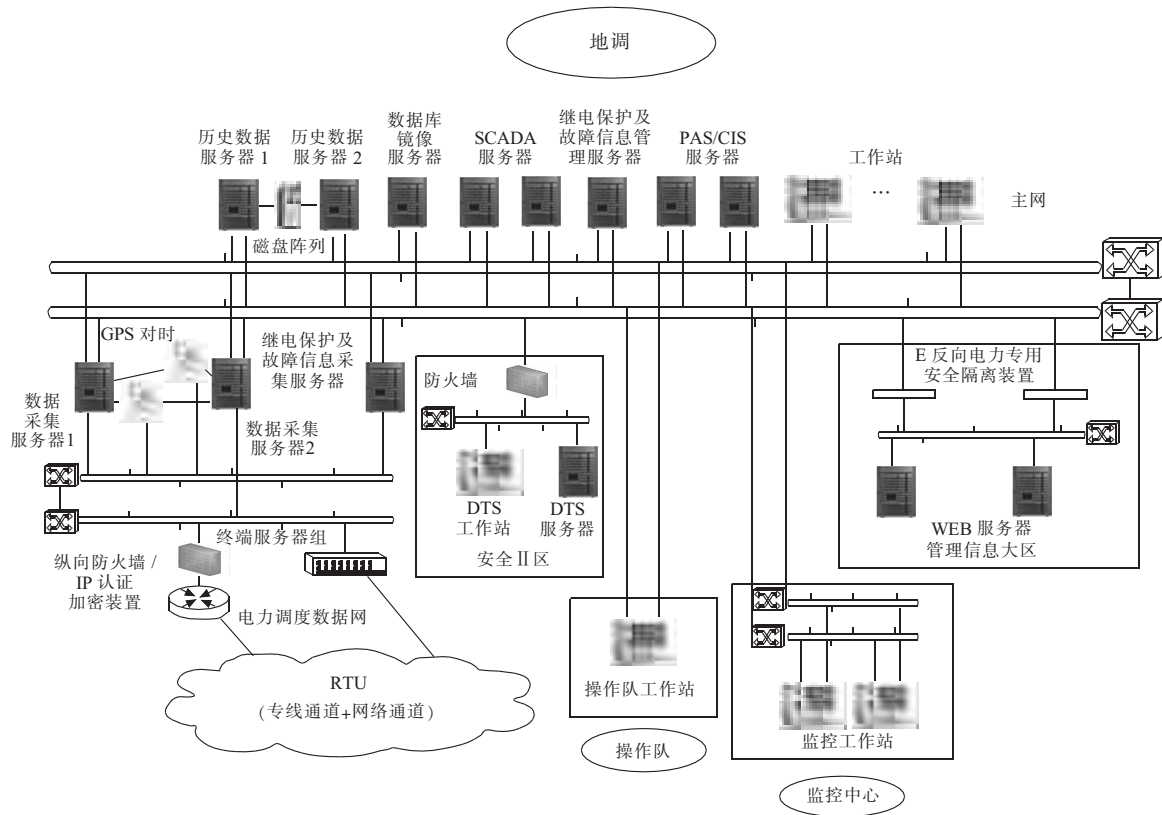 地调
历史数据
服务器 1
历史数据
服务器 2
数据库
镜像
服务器
SCADA
服务器
继电保护及
故障信息管
理服务器
PAS/CIS
服务器
工作站
…
主网
磁盘阵列
GPS 对时
继电保护及
故障信息采
集服务器
数据
采集
服务器1
数据采集
服务器2
防火墙
DTS
工作站
DTS
服务器
安全Ⅱ区
E 反向电力专用
安全隔离装置
WEB 服务器
管理信息大区
终端服务器组
纵向防火墙 /
IP 认证
加密装置
电力调度数据网
RTU
(专线通道+网络通道)
操作队工作站
操作队
监控工作站
监控中心